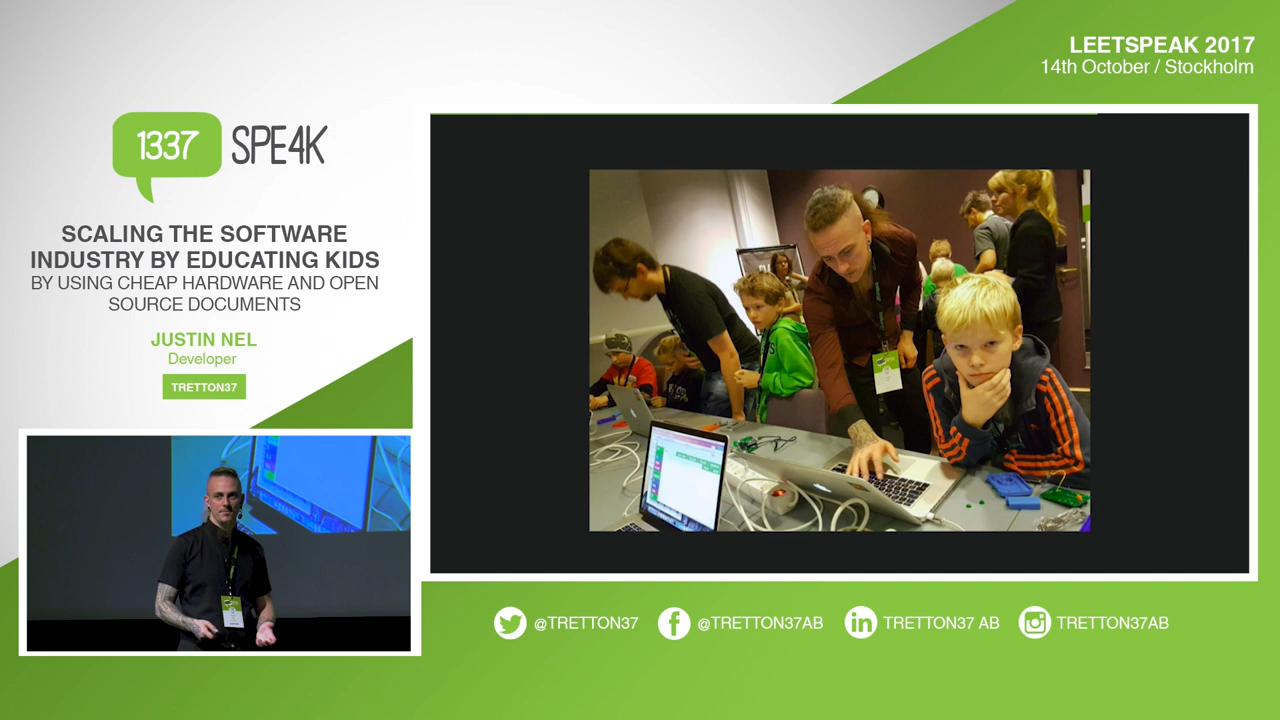 LEETSPEAK 2017
14th October / Stockholm
1337 SPE4K
SCALING THE SOFTWARE
INDUSTRY BY EDUCATING KIDS
BY USING CHEAP HARDWARE AND OPEN
SOURCE DOCUMENTS
JUSTIN NEL
Developer
TRETTON37
@TRETTON37
@TRETTON37AB
TRETTON37 AB
TRETTON37AB